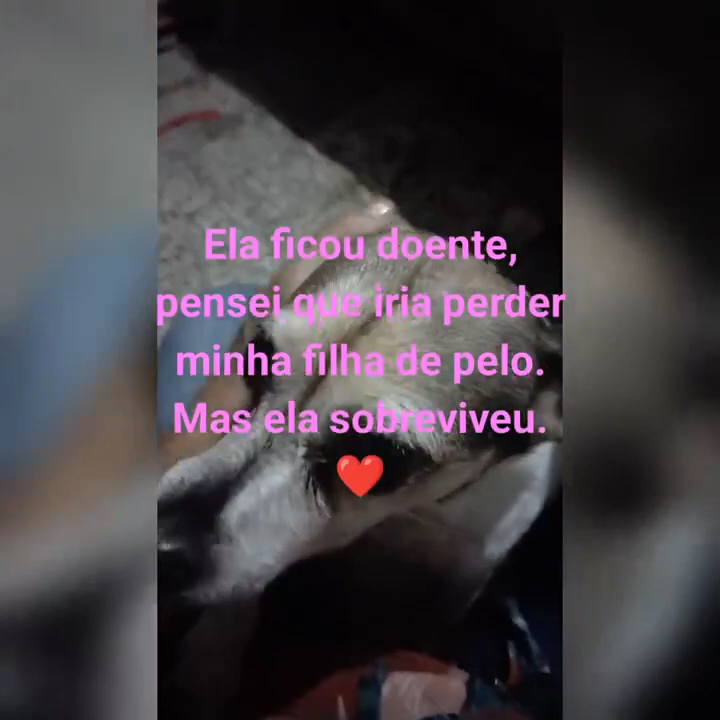 Ela ficou doente,
pensei que iria perder
minha filha de pelo.
Mas ela sobreviveu.
❤️